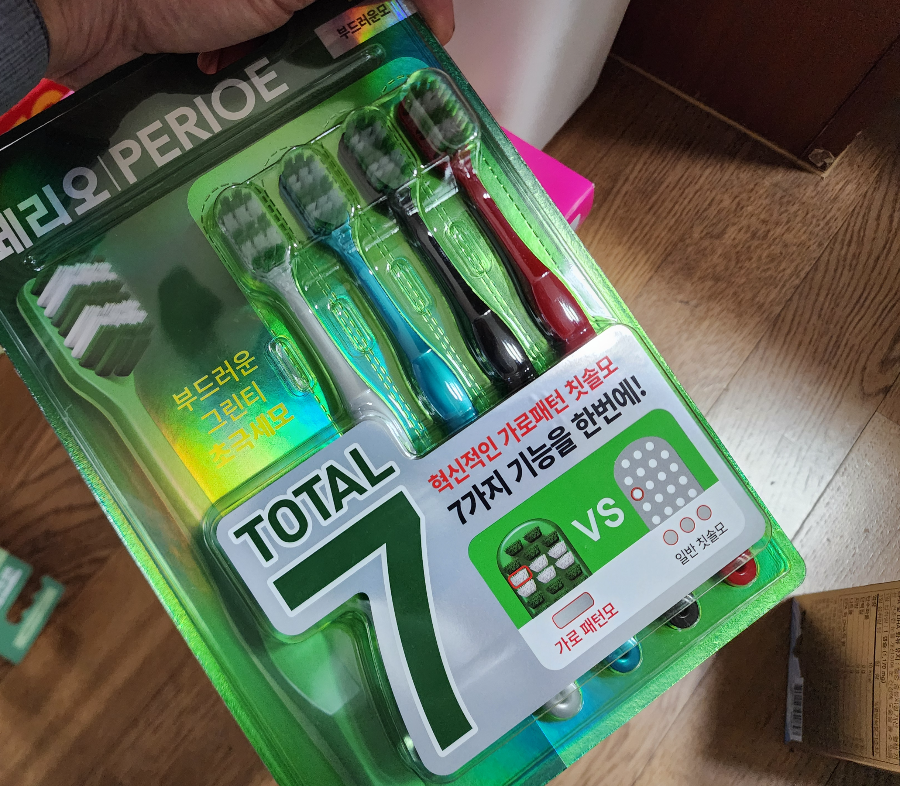 부드러운모
페리오|PERIOE
부드러운
그린티
초극세모
TOTAL
7
혁신적인 가로패턴 칫솔모
7가지 기능을 한번에!
VS
가로 패턴모
일반 칫솔모